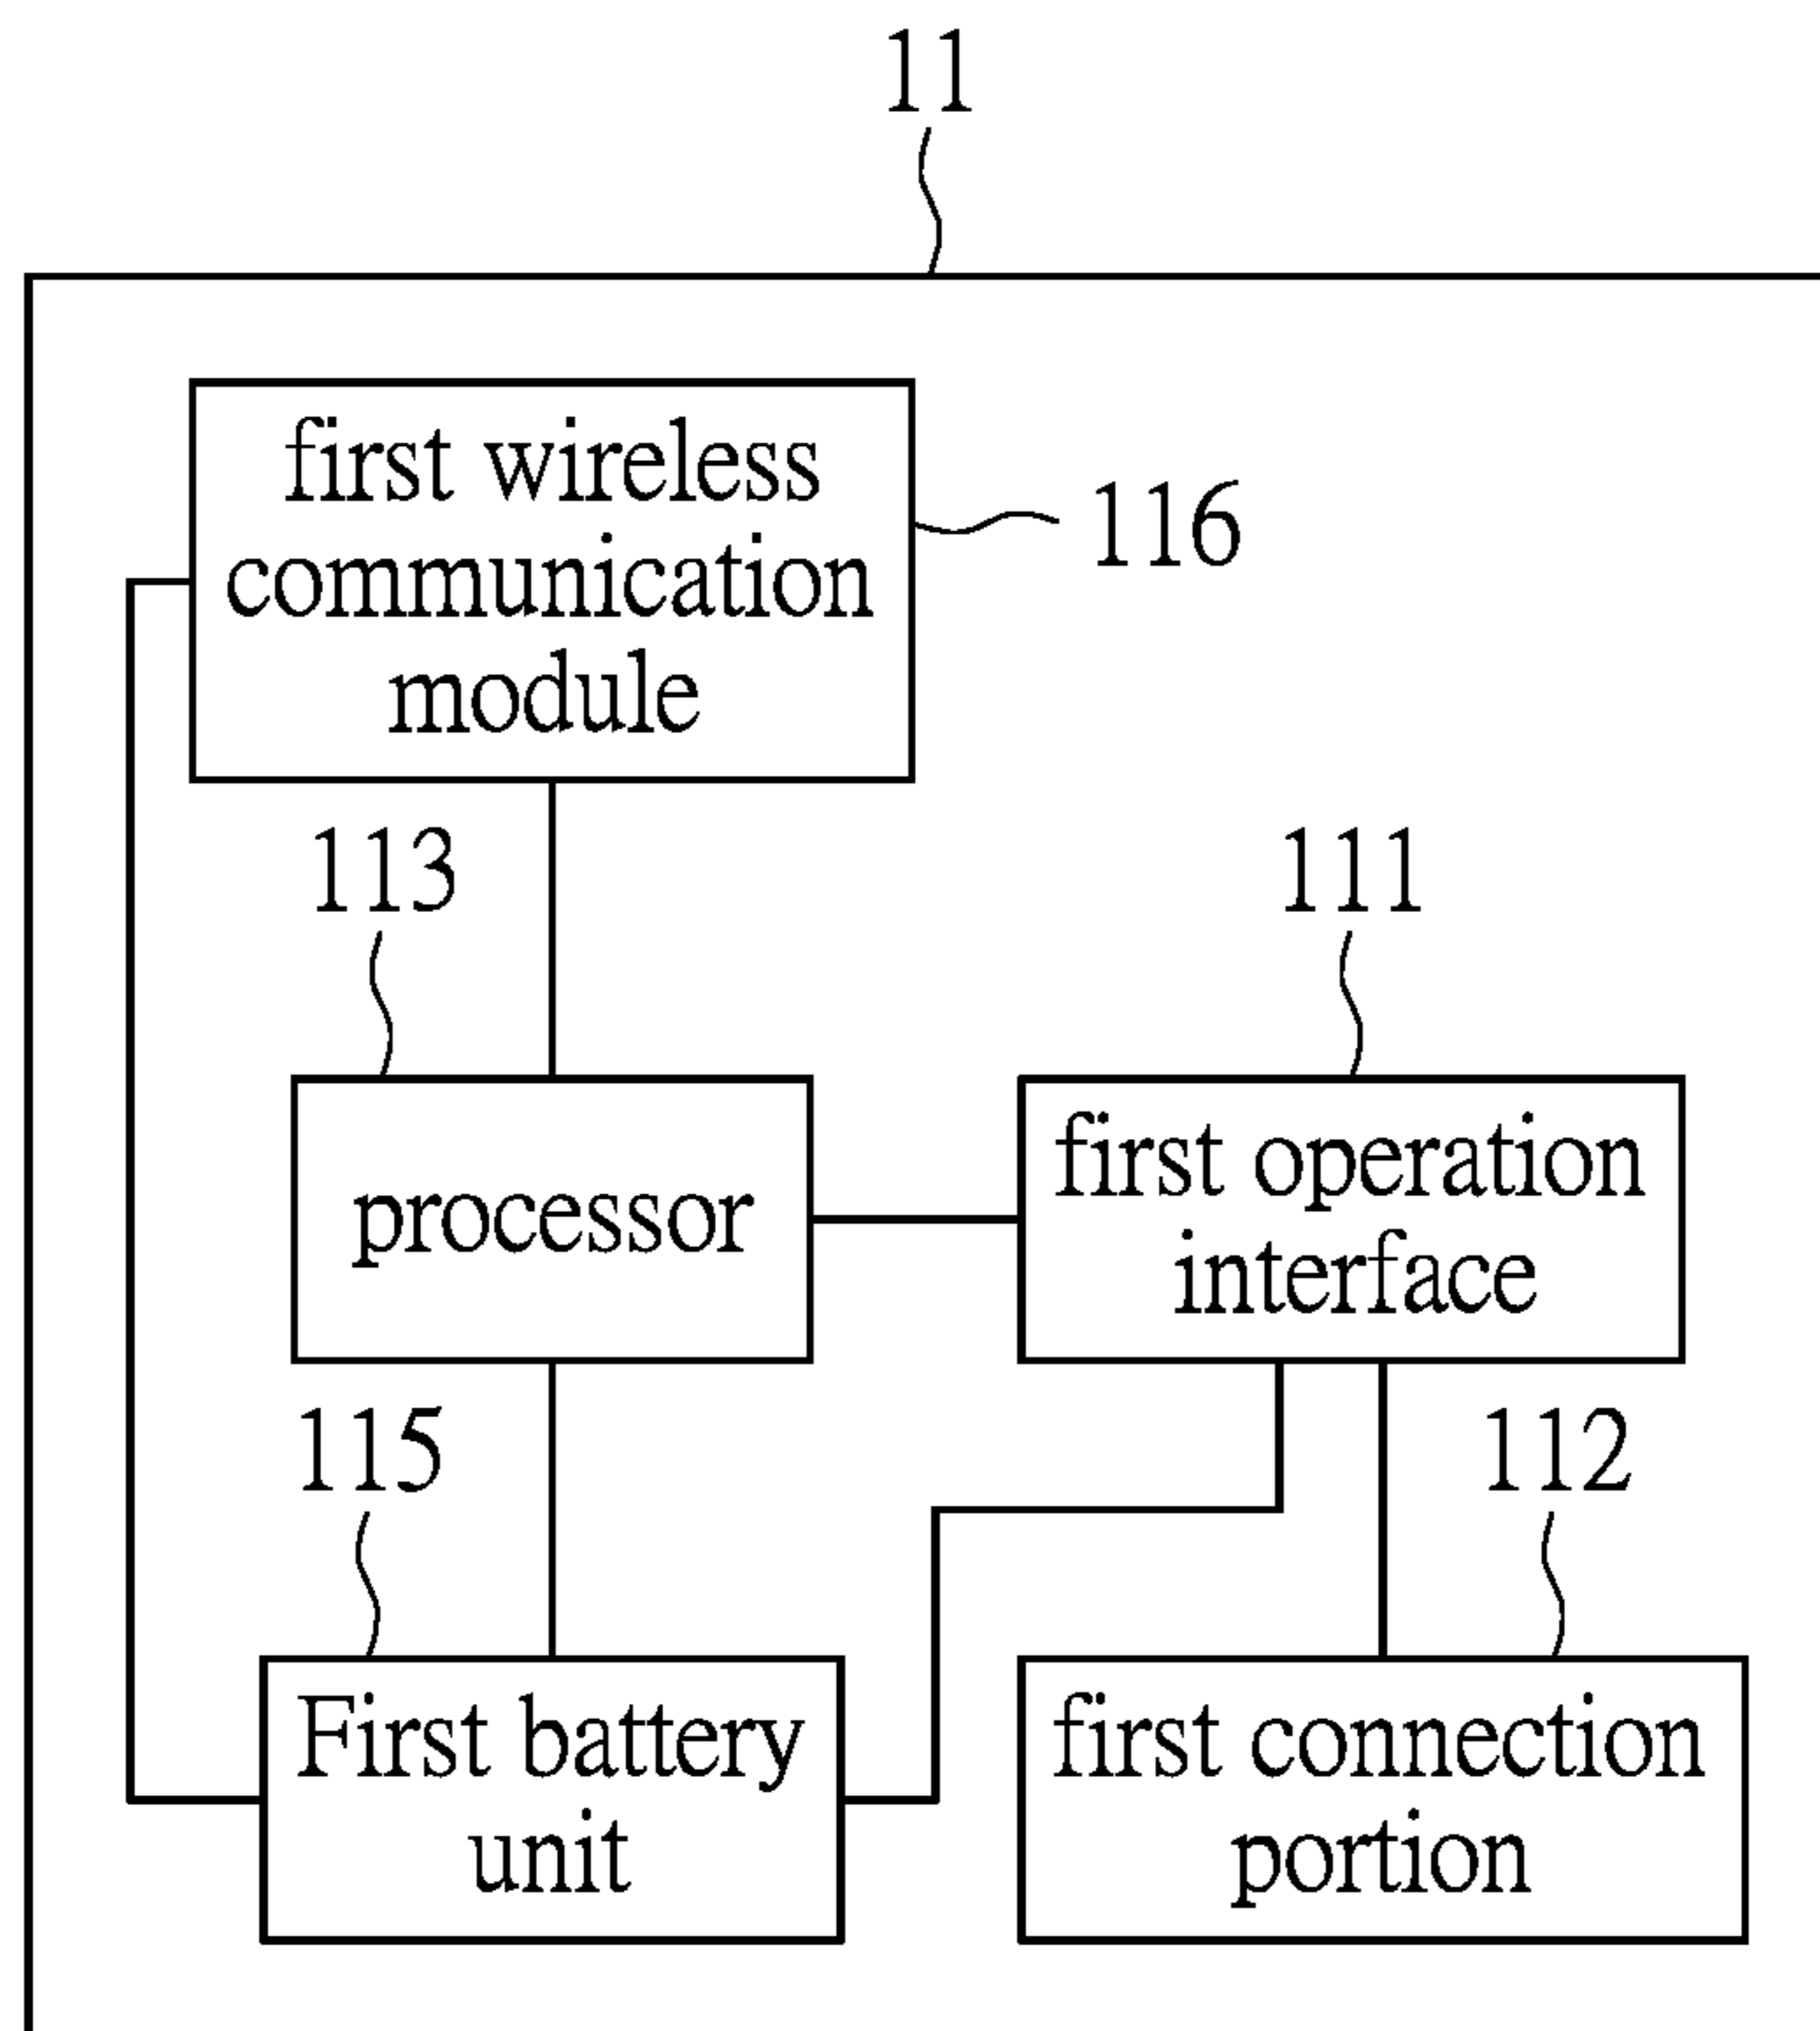 11
first wireless
communication
module
116
113
111
processor
first operation
interface
115
112
First battery
unit
first connection
portion